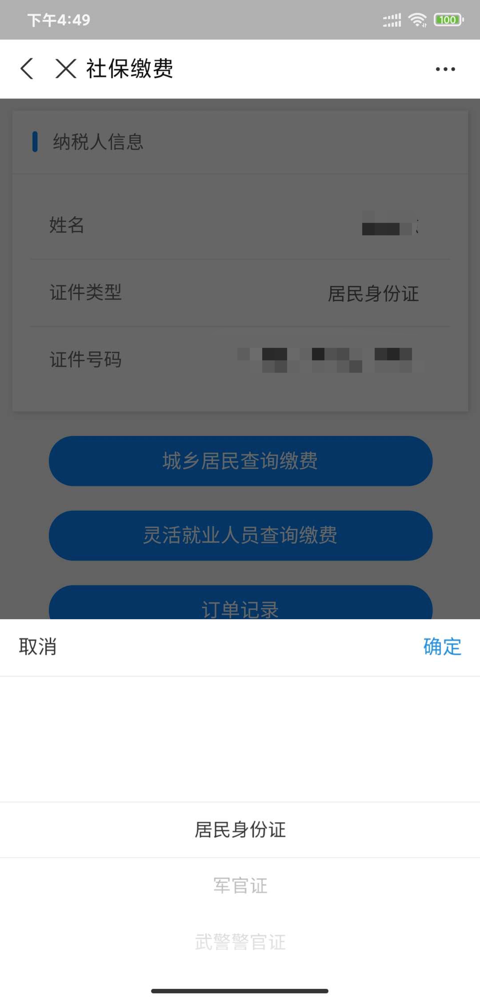 下午4:49
100
社保缴费
纳税人信息
姓名
证件类型 居民身份证
证件号码
城乡居民查询缴费
灵活就业人员查询缴费
订单记录
取消 确定
居民身份证
军官证
武警警官证